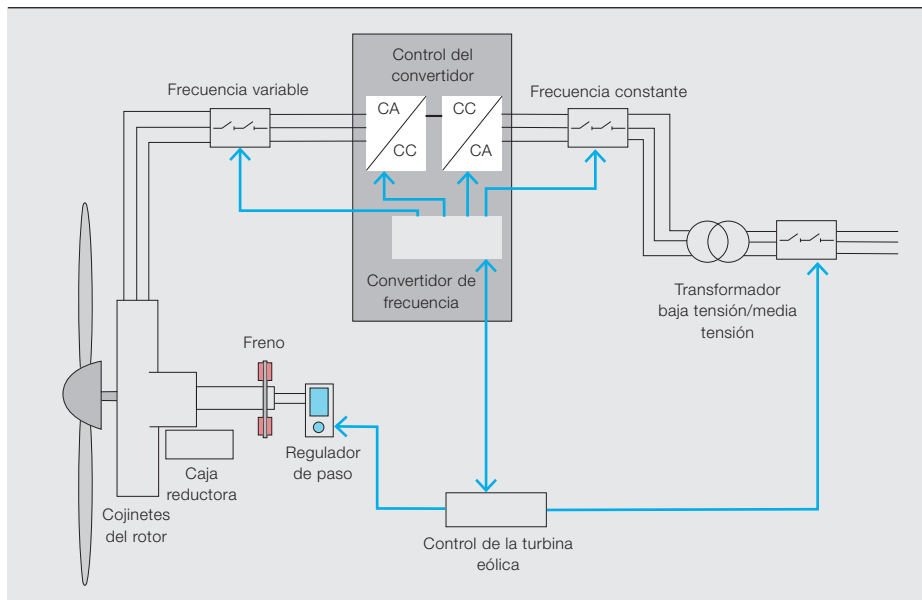 Control del
convertidor
Frecuencia variable
Frecuencia constante
CA
CC
CC
CA
Convertidor de
frecuencia
Transformador
baja tensión/media
tensión
Freno
Regulador
de paso
Caja
reductora
Cojinetes
del rotor
Control de la turbina
eólica